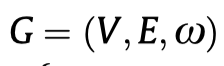 G = (V, E, ω)